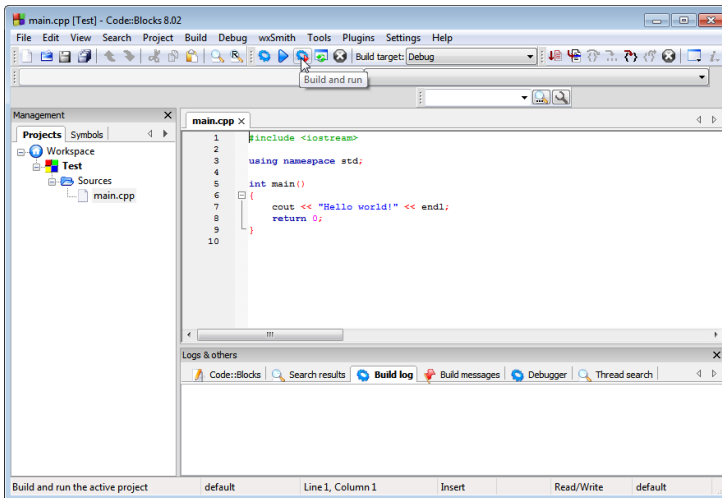 main.cpp [Test] - Code::Blocks 8.02
File Edit View Search Project Build Debug wxSmith Tools Plugins Settings Help
Build target: Debug
Build and run
Management
main.cpp
Projects Symbols
Workspace
Test
Sources
main.cpp
1 #include <iostream>
2
3 using namespace std;
4
5 int main()
6 {
7 cout << "Hello world!" << endl;
8 return 0;
9 }
10
Logs & others
Code::Blocks Search results Build log Build messages Debugger Thread search
Build and run the active project default Line 1, Column 1 Insert Read/Write default